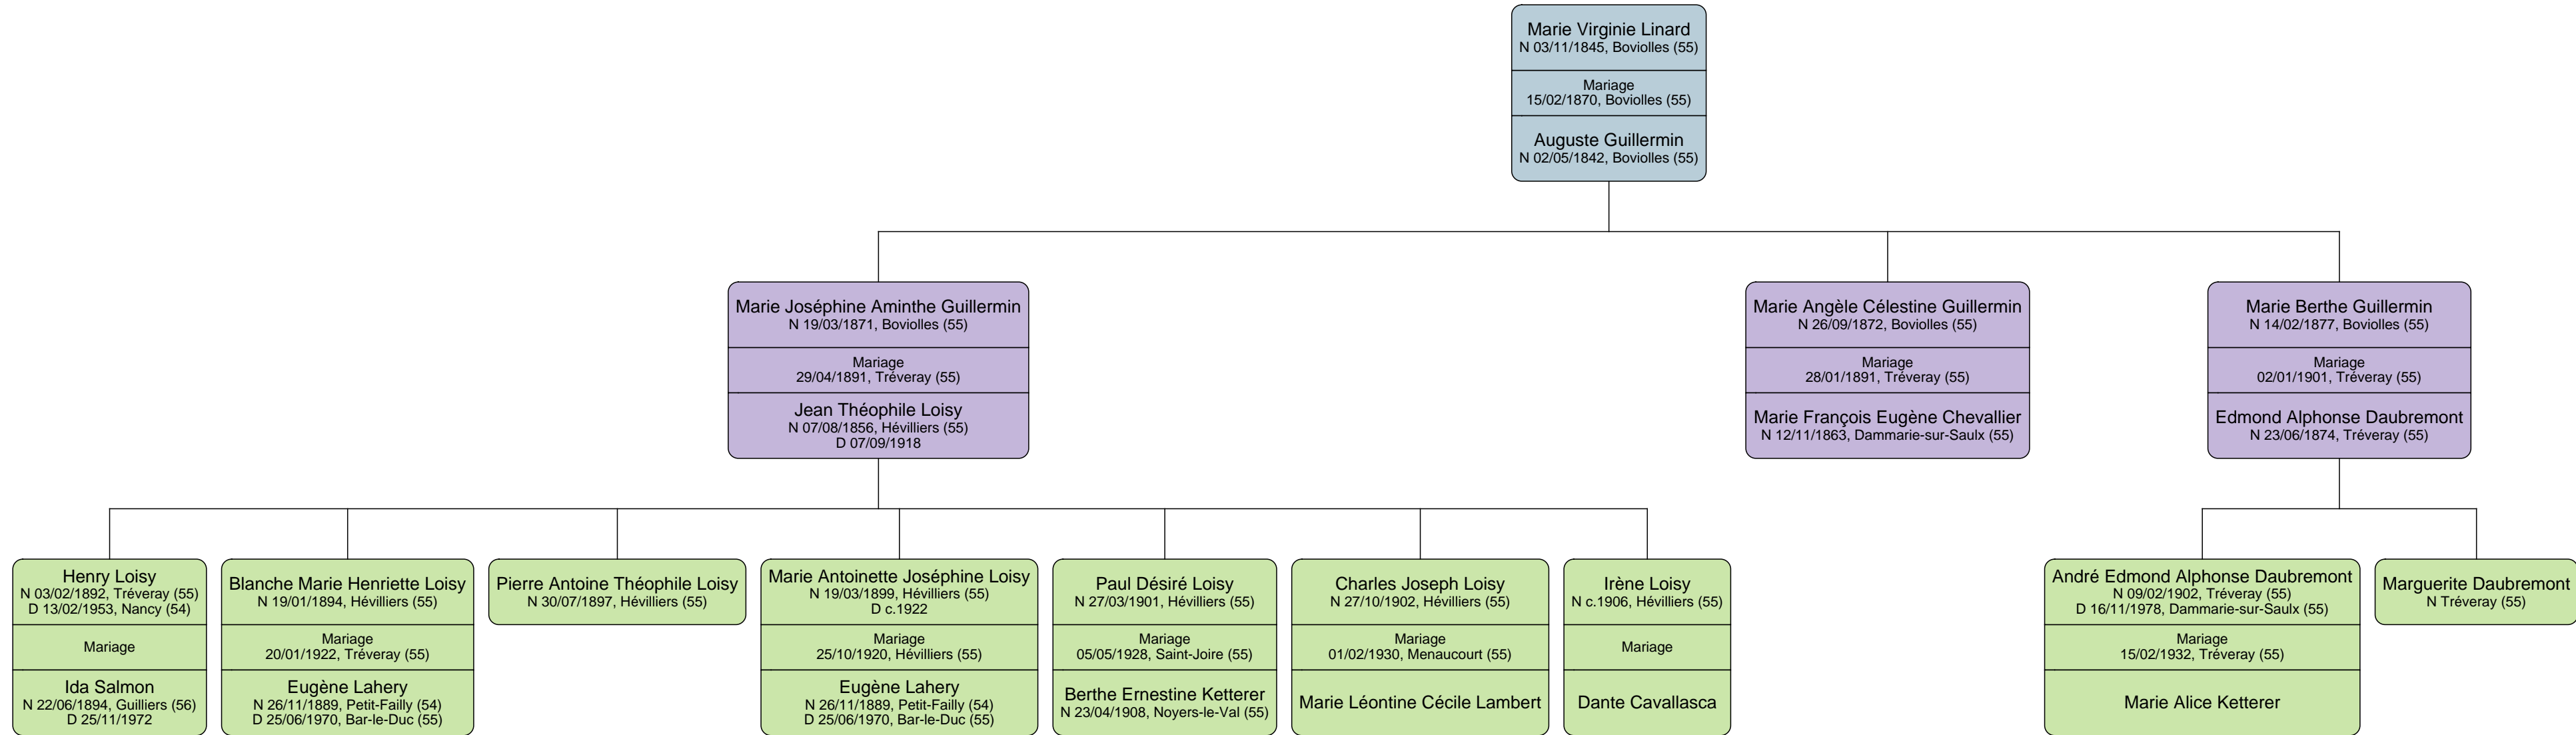 Marie Virginie Linard
N 03/11/1845, Boviolles (55)
Mariage
15/02/1870, Boviolles (55)
Auguste Guillermin
N 02/05/1842, Boviolles (55)
Marie Joséphine Aminthe Guillermin
N 19/03/1871, Boviolles (55)
Mariage
29/04/1891, Tréveray (55)
Jean Théophile Loisy
N 07/08/1856, Hévilliers (55)
D 07/09/1918
Marie Angèle Célestine Guillermin
N 26/09/1872, Boviolles (55)
Mariage
28/01/1891, Tréveray (55)
Marie François Eugène Chevallier
N 12/11/1863, Dammarie-sur-Saulx (55)
Marie Berthe Guillermin
N 14/02/1877, Boviolles (55)
Mariage
02/01/1901, Tréveray (55)
Edmond Alphonse Daubremont
N 23/06/1874, Tréveray (55)
Henry Loisy
N 03/02/1892, Tréveray (55)
D 13/02/1953, Nancy (54)
Mariage
Ida Salmon
N 22/06/1894, Guilliers (56)
D 25/11/1972
Blanche Marie Henriette Loisy
N 19/01/1894, Hévilliers (55)
Mariage
20/01/1922, Tréveray (55)
Eugène Lahery
N 26/11/1889, Petit-Failly (54)
D 25/06/1970, Bar-le-Duc (55)
Pierre Antoine Théophile Loisy
N 30/07/1897, Hévilliers (55)
Marie Antoinette Joséphine Loisy
N 19/03/1899, Hévilliers (55)
D c.1922
Mariage
25/10/1920, Hévilliers (55)
Eugène Lahery
N 26/11/1889, Petit-Failly (54)
D 25/06/1970, Bar-le-Duc (55)
Paul Désiré Loisy
N 27/03/1901, Hévilliers (55)
Mariage
05/05/1928, Saint-Joire (55)
Berthe Ernestine Ketterer
N 23/04/1908, Noyers-le-Val (55)
Charles Joseph Loisy
N 27/10/1902, Hévilliers (55)
Mariage
01/02/1930, Menaucourt (55)
Marie Léontine Cécile Lambert
Irène Loisy
N c.1906, Hévilliers (55)
Mariage
Dante Cavallasca
André Edmond Alphonse Daubremont
N 09/02/1902, Tréveray (55)
D 16/11/1978, Dammarie-sur-Saulx (55)
Mariage
15/02/1932, Tréveray (55)
Marie Alice Ketterer
Marguerite Daubremont
N Tréveray (55)